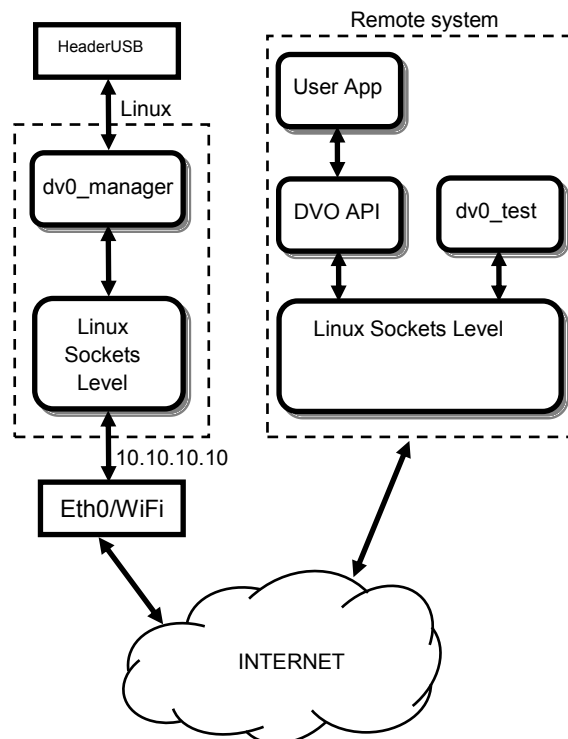 Remote system
HeaderUSB
User App
Linux
dv0_manager
DVO API
dv0_test
Linux
Sockets
Level
Linux Sockets Level
10.10.10.10
Eth0/WiFi
INTERNET